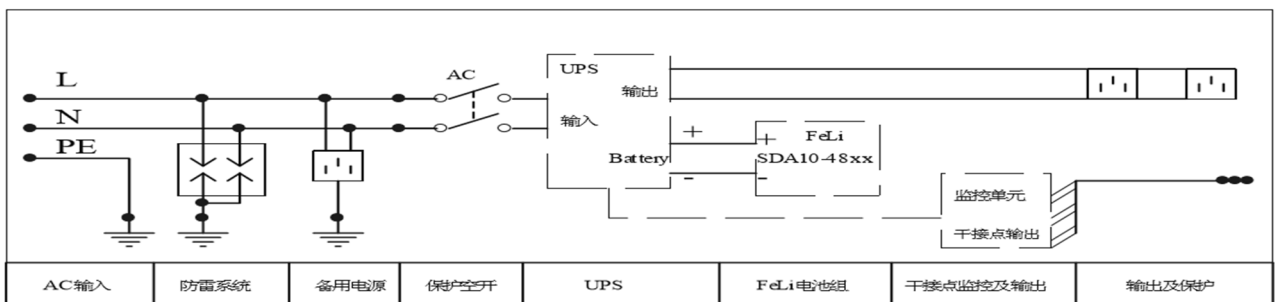 L
N
PE
AC
UPS
输出
输入
Battery
+
-
+
-
FeLi
SDA10-48xx
监控单元
干接点输出
AC输入
防雷系统
备用电源
保护空开
UPS
FeLi电池组
干接点监控及输出
输出及保护